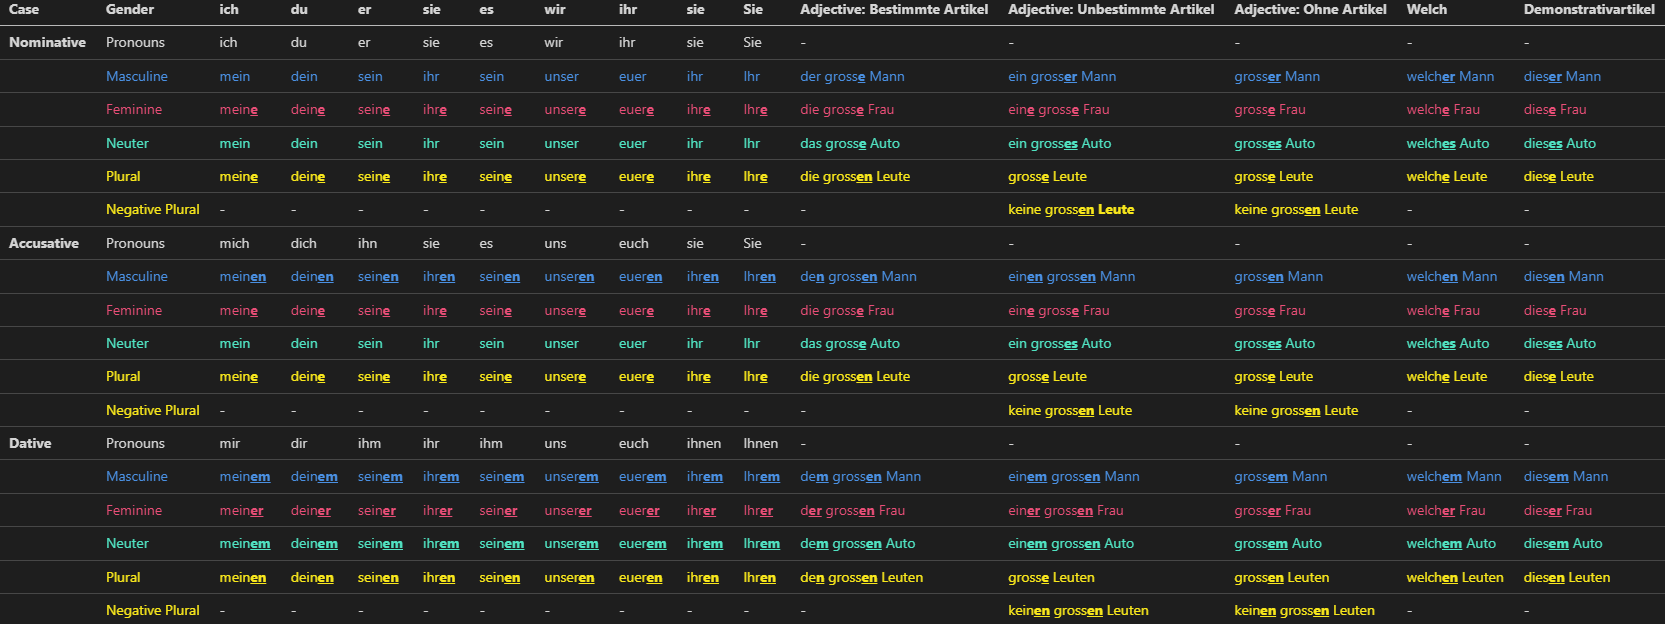 Case Gender ich du er sie es wir ihr sie Sie Adjective: Bestimmte Artikel Adjective: Unbestimmte Artikel Adjective: Ohne Artikel Welch Demonstrativartikel
Nominative Pronouns ich du er sie es wir ihr sie Sie - - - - -
Masculine mein dein sein ihr sein unser euer ihr Ihr der grosse Mann ein grosser Mann grosser Mann welcher Mann dieser Mann
Feminine meine deine seine ihre seine unsere euere ihre Ihre die grosse Frau eine grosse Frau grosse Frau welche Frau diese Frau
Neuter mein dein sein ihr sein unser euer ihr Ihr das grosse Auto ein grosses Auto grosses Auto welches Auto dieses Auto
Plural meine deine seine ihre seine unsere euere ihre Ihre die grossen Leute grosse Leute grosse Leute welche Leute diese Leute
Negative Plural - - - - - - - - - - keine grossen Leute keine grossen Leute - -
Accusative Pronouns mich dich ihn sie es uns euch sie Sie - - - - -
Masculine meinen deinen seinen ihren seinen unseren eueren ihren Ihren den grossen Mann einen grossen Mann grossen Mann welchen Mann diesen Mann
Feminine meine deine seine ihre seine unsere euere ihre Ihre die grosse Frau eine grosse Frau grosse Frau welche Frau diese Frau
Neuter mein dein sein ihr sein unser euer ihr Ihr das grosse Auto ein grosses Auto grosses Auto welches Auto dieses Auto
Plural meine deine seine ihre seine unsere euere ihre Ihre die grossen Leute grosse Leute grosse Leute welche Leute diese Leute
Negative Plural - - - - - - - - - - keine grossen Leute keine grossen Leute - -
Dative Pronouns mir dir ihm ihr ihm uns euch ihnen Ihnen - - - - -
Masculine meinem deinem seinem ihrem seinem unserem euerem ihrem Ihrem dem grossen Mann einem grossen Mann grossem Mann welchem Mann diesem Mann
Feminine meiner deiner seiner ihrer seiner unserer euerer ihrer Ihrer der grossen Frau einer grossen Frau grosser Frau welcher Frau dieser Frau
Neuter meinem deinem seinem ihrem seinem unserem euerem ihrem Ihrem dem grossen Auto einem grossen Auto grossem Auto welchem Auto diesem Auto
Plural meinen deinen seinen ihren seinen unseren eueren ihren Ihren den grossen Leuten grosse Leuten grossen Leuten welchen Leuten diesen Leuten
Negative Plural - - - - - - - - - - keinen grossen Leuten keinen grossen Leuten - -